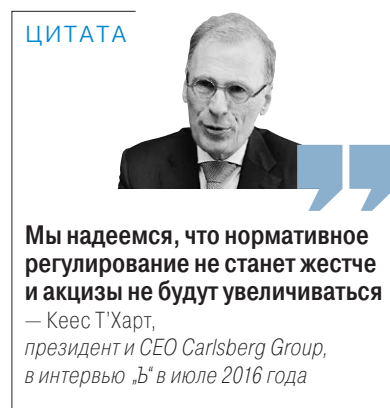 ЦИТАТА
Мы надеемся, что нормативное
регулирование не станет жестче
и акцизы не будут увеличиваться
— Кеес Т’Харт,
президент и CEO Carlsberg Group,
в интервью „Ъ“ в июле 2016 года